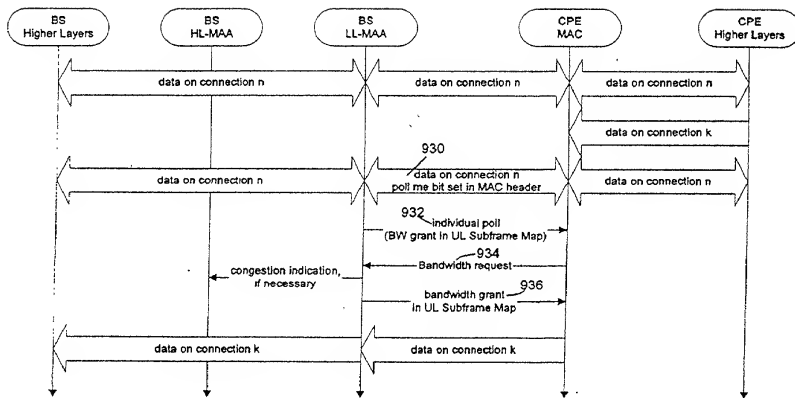 BS
Higher Layers
BS
HL-MAA
BS
LL-MAA
CPE
MAC
CPE
Higher Layers
data on connection n
data on connection n
data on connection n
data on connection k
930
data on connection n
data on connection n
poll me bit set in MAC header
data on connection n
932
individual poll
(BW grant in UL Subframe Map)
934
Bandwidth request
congestion indication,
if necessary
936
bandwidth grant
in UL Subframe Map
data on connection k
data on connection k